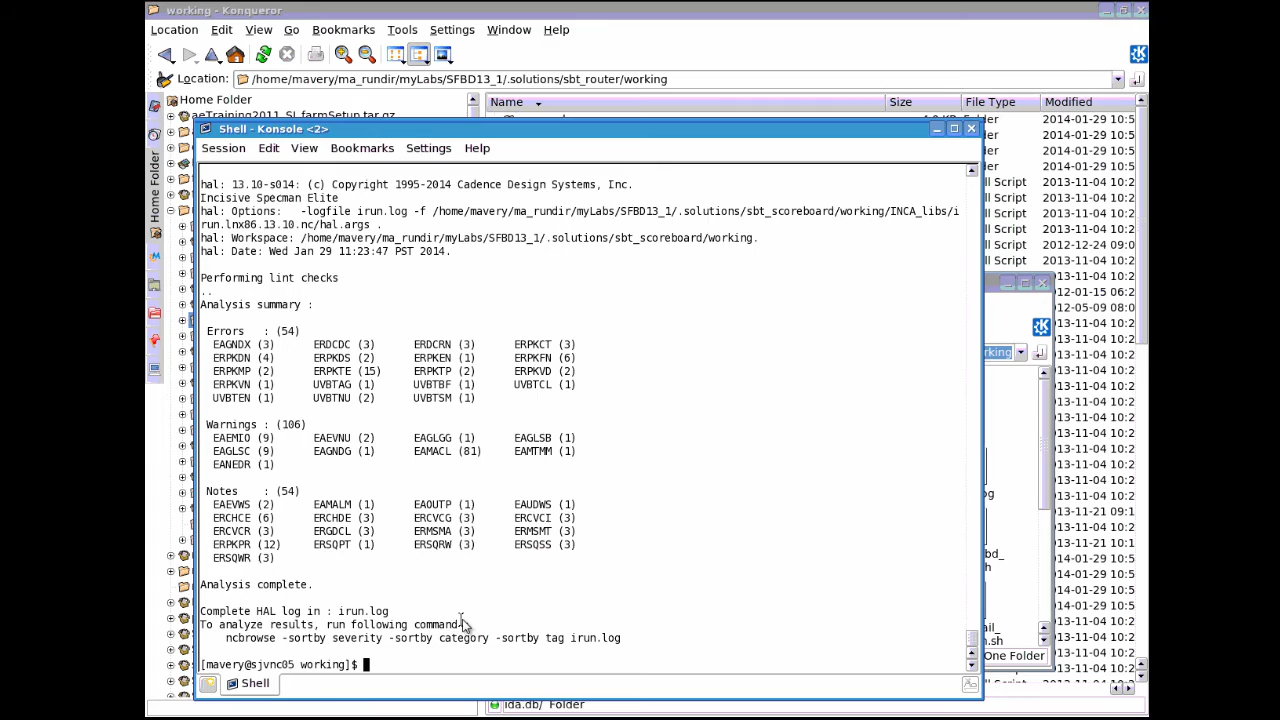 working - Konqueror
Location Edit View Go Bookmarks Tools Settings Window Help
Location: /home/mavery/ma_rundir/myLabs/SFBD13_1/.solutions/sbt_router/working
Home Folder
Name Size File Type Modified
aeTraining2011_SI_farmSetup.tar.gz
Home Folder
Shell - Konsole <2>
Session Edit View Bookmarks Settings Help
hal: 13.10-s014: (c) Copyright 1995-2014 Cadence Design Systems, Inc.
Incisive Specman Elite
hal: Options:   -logfile irun.log -f /home/mavery/ma_rundir/myLabs/SFBD13_1/.solutions/sbt_scoreboard/working/INCA_libs/i
run.lnx86.13.10.nc/hal.args .
hal: Workspace: /home/mavery/ma_rundir/myLabs/SFBD13_1/.solutions/sbt_scoreboard/working.
hal: Date: Wed Jan 29 11:23:47 PST 2014.
Performing lint checks
..
Analysis summary :
Errors   : (54)
EAGNDX (3) ERDCDC (3) ERDCRN (3) ERPKCT (3)
ERPKDN (4) ERPKDS (2) ERPKEN (1) ERPKFN (6)
ERPKMP (2) ERPKTE (15) ERPKTP (2) ERPKVD (2)
ERPKVN (1) UVBTAG (1) UVBTBF (1) UVBTCL (1)
UVBTEN (1) UVBTNU (2) UVBTSM (1)
Warnings : (106)
EAEMIO (9) EAEVNU (2) EAGLGG (1) EAGLSB (1)
EAGLSC (9) EAGNDG (1) EAMACL (81) EAMTMM (1)
EANEDR (1)
Notes    : (54)
EAEVWS (2) EAMALM (1) EAOUTP (1) EAUDWS (1)
ERCHCE (6) ERCHDE (3) ERCVCG (3) ERCVCI (3)
ERCVCR (3) ERGDCL (3) ERMSMA (3) ERMSMT (3)
ERPKPR (12) ERSQPT (1) ERSQRW (3) ERSQSS (3)
ERSQWR (3)
Analysis complete.
Complete HAL log in : irun.log
To analyze results, run following command
ncbrowse -sortby severity -sortby category -sortby tag irun.log
[mavery@sjvnc05 working]$
Shell
One Folder
ida.db/ Folder